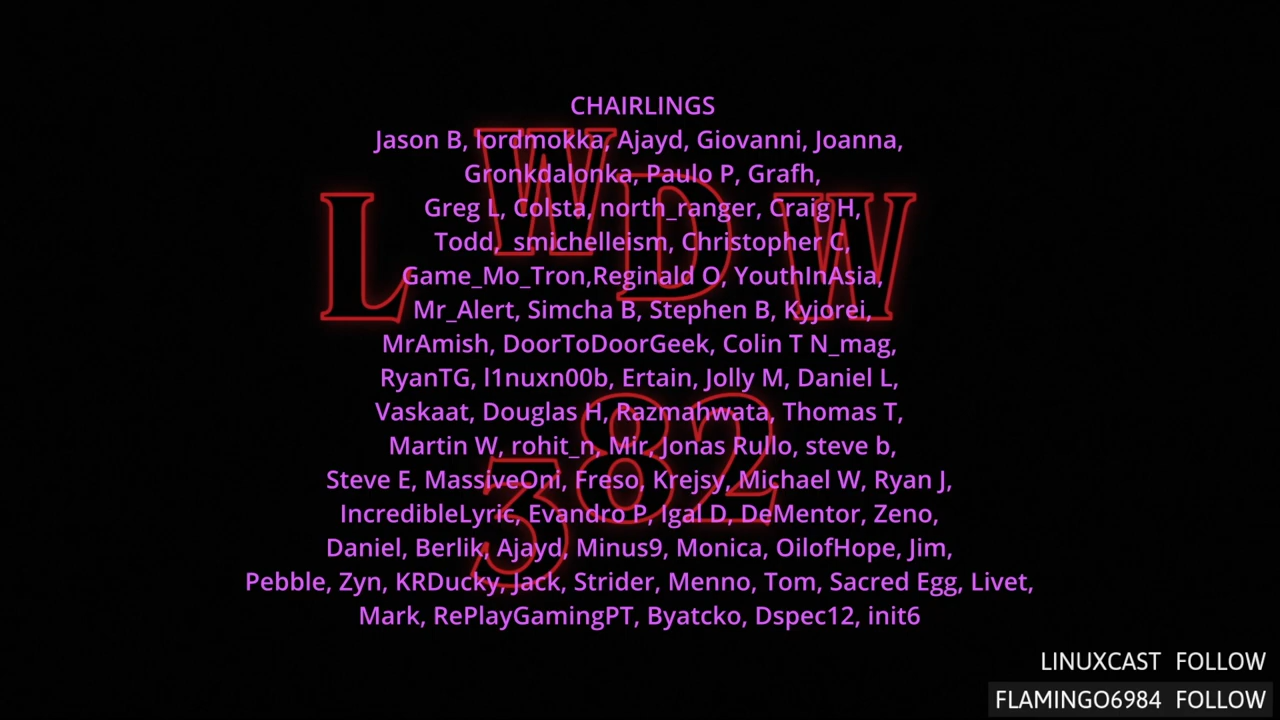 CHAIRLINGS
Jason B, lordmokka, Ajayd, Giovanni, Joanna,
Gronkdalonka, Paulo P, Grafh,
Greg L, Colsta, north_ranger, Craig H,
Todd,_smichelleism, Christopher C,
Game_Mo_Tron,Reginald O, YouthInAsia,
Mr_Alert, Simcha B, Stephen B, Kyjorei,
MrAmish, DoorToDoorGeek, Colin T N_mag,
RyanTG, l1nuxn00b, Ertain, Jolly M, Daniel L,
Vaskaat, Douglas H, Razmahwata, Thomas T,
Martin W, rohit_n, Mir, Jonas Rullo, steve b,
Steve E, MassiveOni, Freso, Krejsy, Michael W, Ryan J,
IncredibleLyric, Evandro P, Igal D, DeMentor, Zeno,
Daniel, Berlik, Ajayd, Minus9, Monica, OilofHope, Jim,
Pebble, Zyn, KRDucky, Jack, Strider, Menno, Tom, Sacred Egg, Livet,
Mark, RePlayGamingPT, Byatcko, Dspec12, init6
LWDW
382
LINUXCAST FOLLOW
FLAMINGO6984 FOLLOW